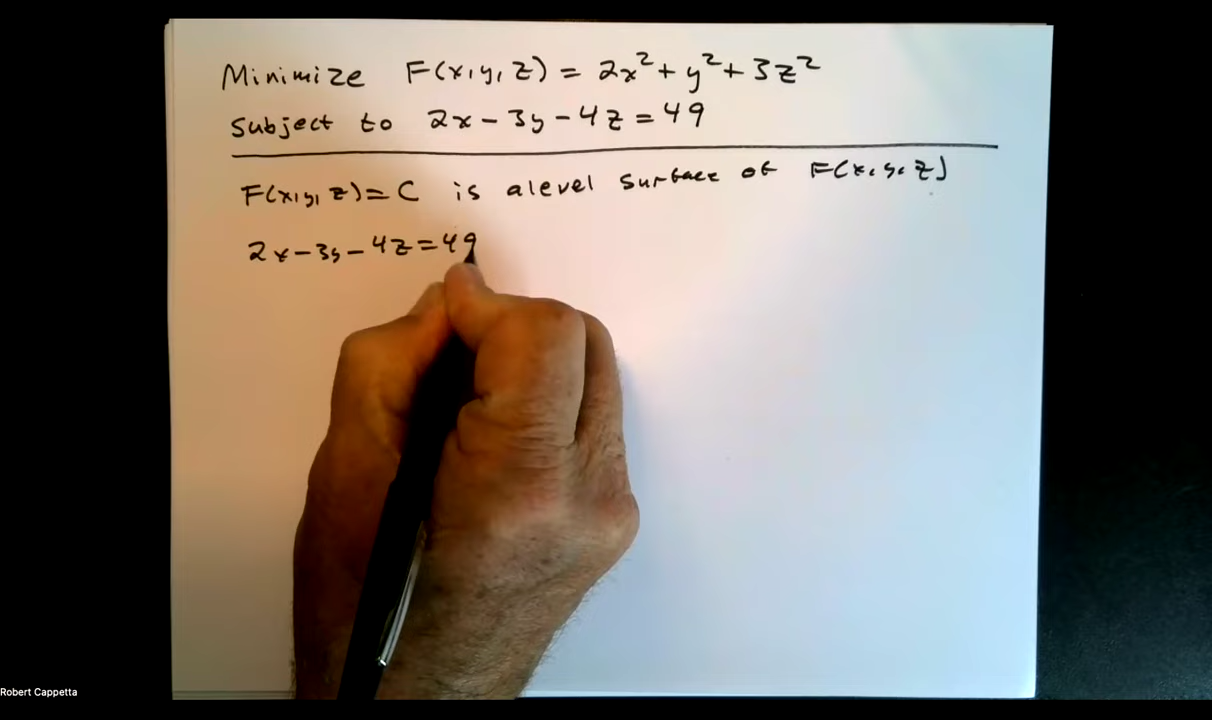 Minimize F(x,y,z) = 2x²+y²+3z²
Subject to 2x-3y-4z=49
F(x,y,z)=C is a level surface of F(x,y,z)
2x-3y-4z=49
Robert Cappetta